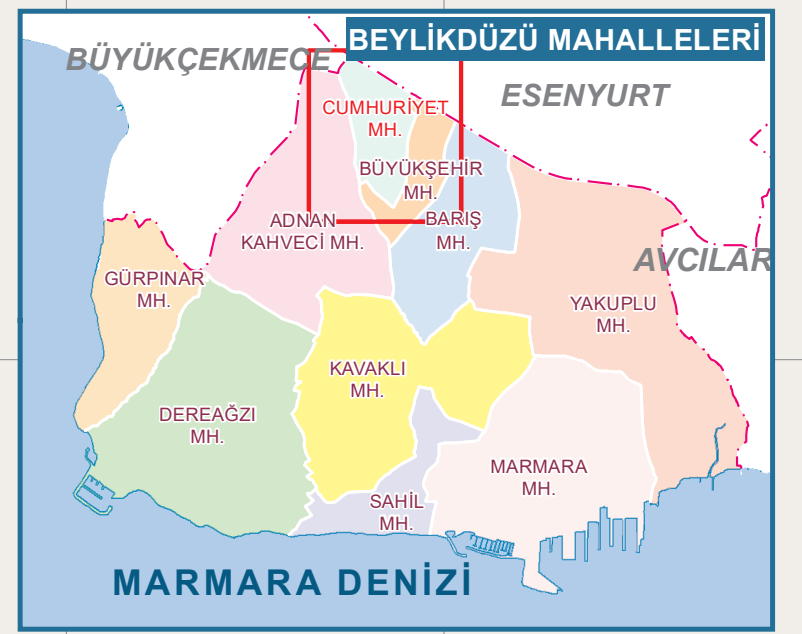 BEYLİKDÜZÜ MAHALLELERİ
BÜYÜKÇEKMECE
ESENYURT
CUMHURİYET
MH.
BÜYÜKŞEHİR
MH.
ADNAN
KAHVECİ MH.
BARIŞ
MH.
AVCILAR
GÜRPINAR
MH.
YAKUPLU
MH.
KAVAKLI
MH.
DEREAĞZI
MH.
MARMARA
MH.
SAHİL
MH.
MARMARA DENİZİ